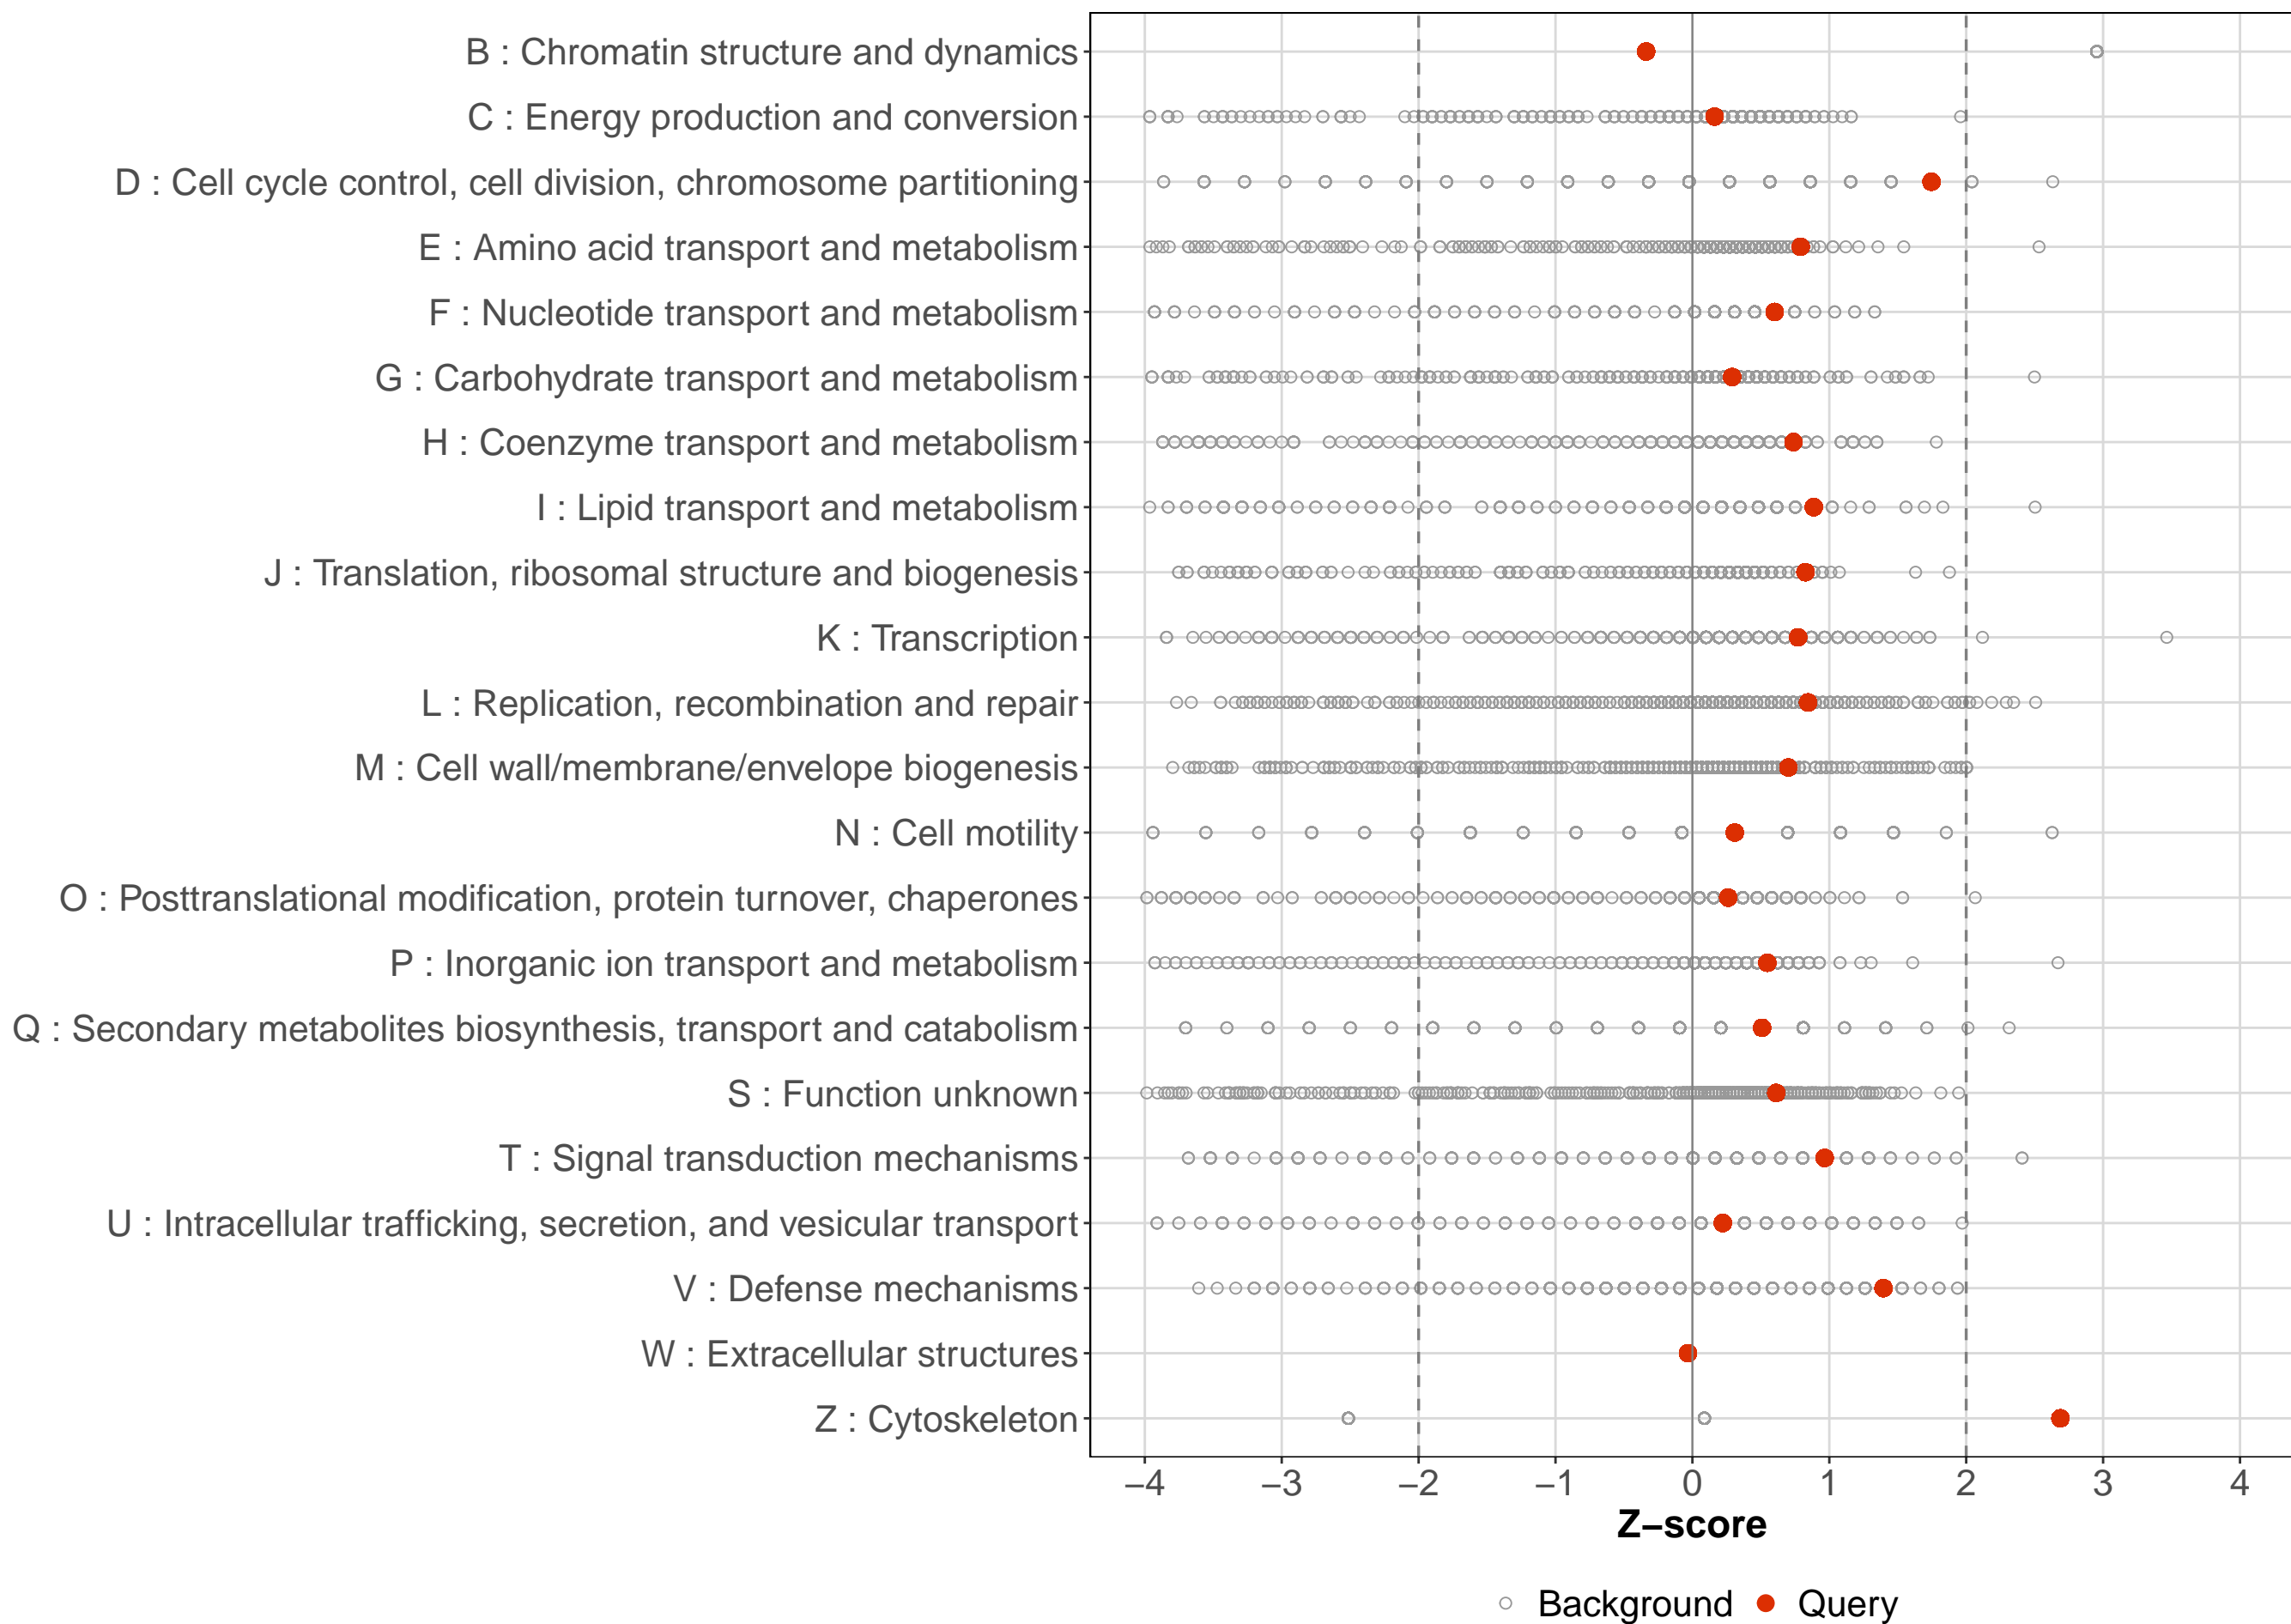 B : Chromatin structure and dynamics
C : Energy production and conversion
D : Cell cycle control, cell division, chromosome partitioning
E : Amino acid transport and metabolism
F : Nucleotide transport and metabolism
G : Carbohydrate transport and metabolism
H : Coenzyme transport and metabolism
I : Lipid transport and metabolism
J : Translation, ribosomal structure and biogenesis
K : Transcription
L : Replication, recombination and repair
M : Cell wall/membrane/envelope biogenesis
N : Cell motility
O : Posttranslational modification, protein turnover, chaperones
P : Inorganic ion transport and metabolism
Q : Secondary metabolites biosynthesis, transport and catabolism
S : Function unknown
T : Signal transduction mechanisms
U : Intracellular trafficking, secretion, and vesicular transport
V : Defense mechanisms
W : Extracellular structures
Z : Cytoskeleton
−4 −3 −2 −1 0 1 2 3 4
Z−score
Background Query